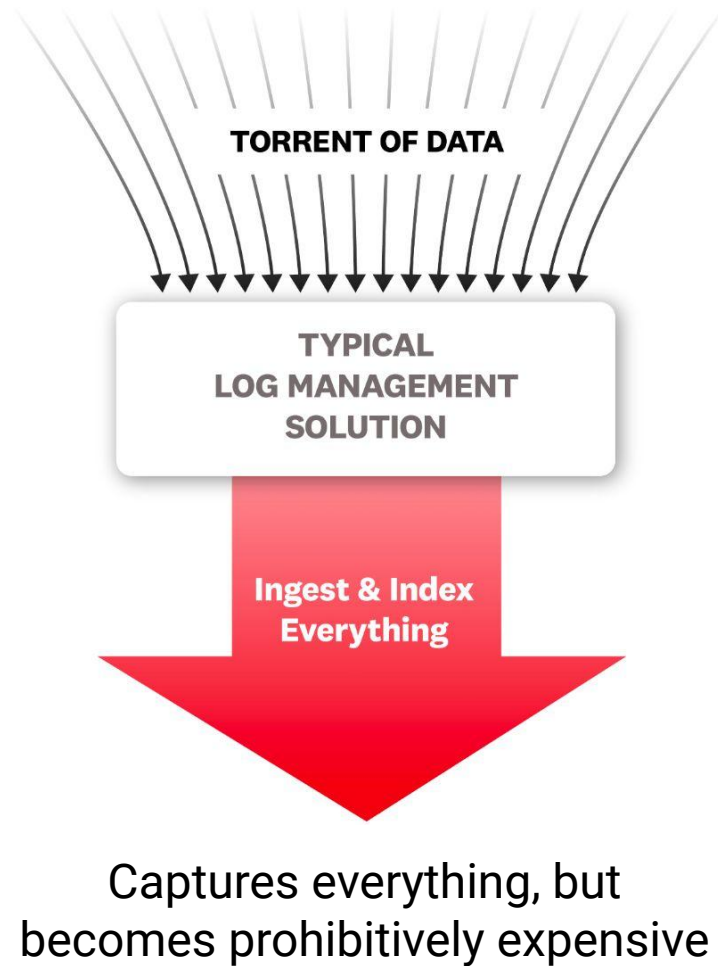 TORRENT OF DATA
TYPICAL
LOG MANAGEMENT
SOLUTION
Ingest & Index
Everything
Captures everything, but
becomes prohibitively expensive